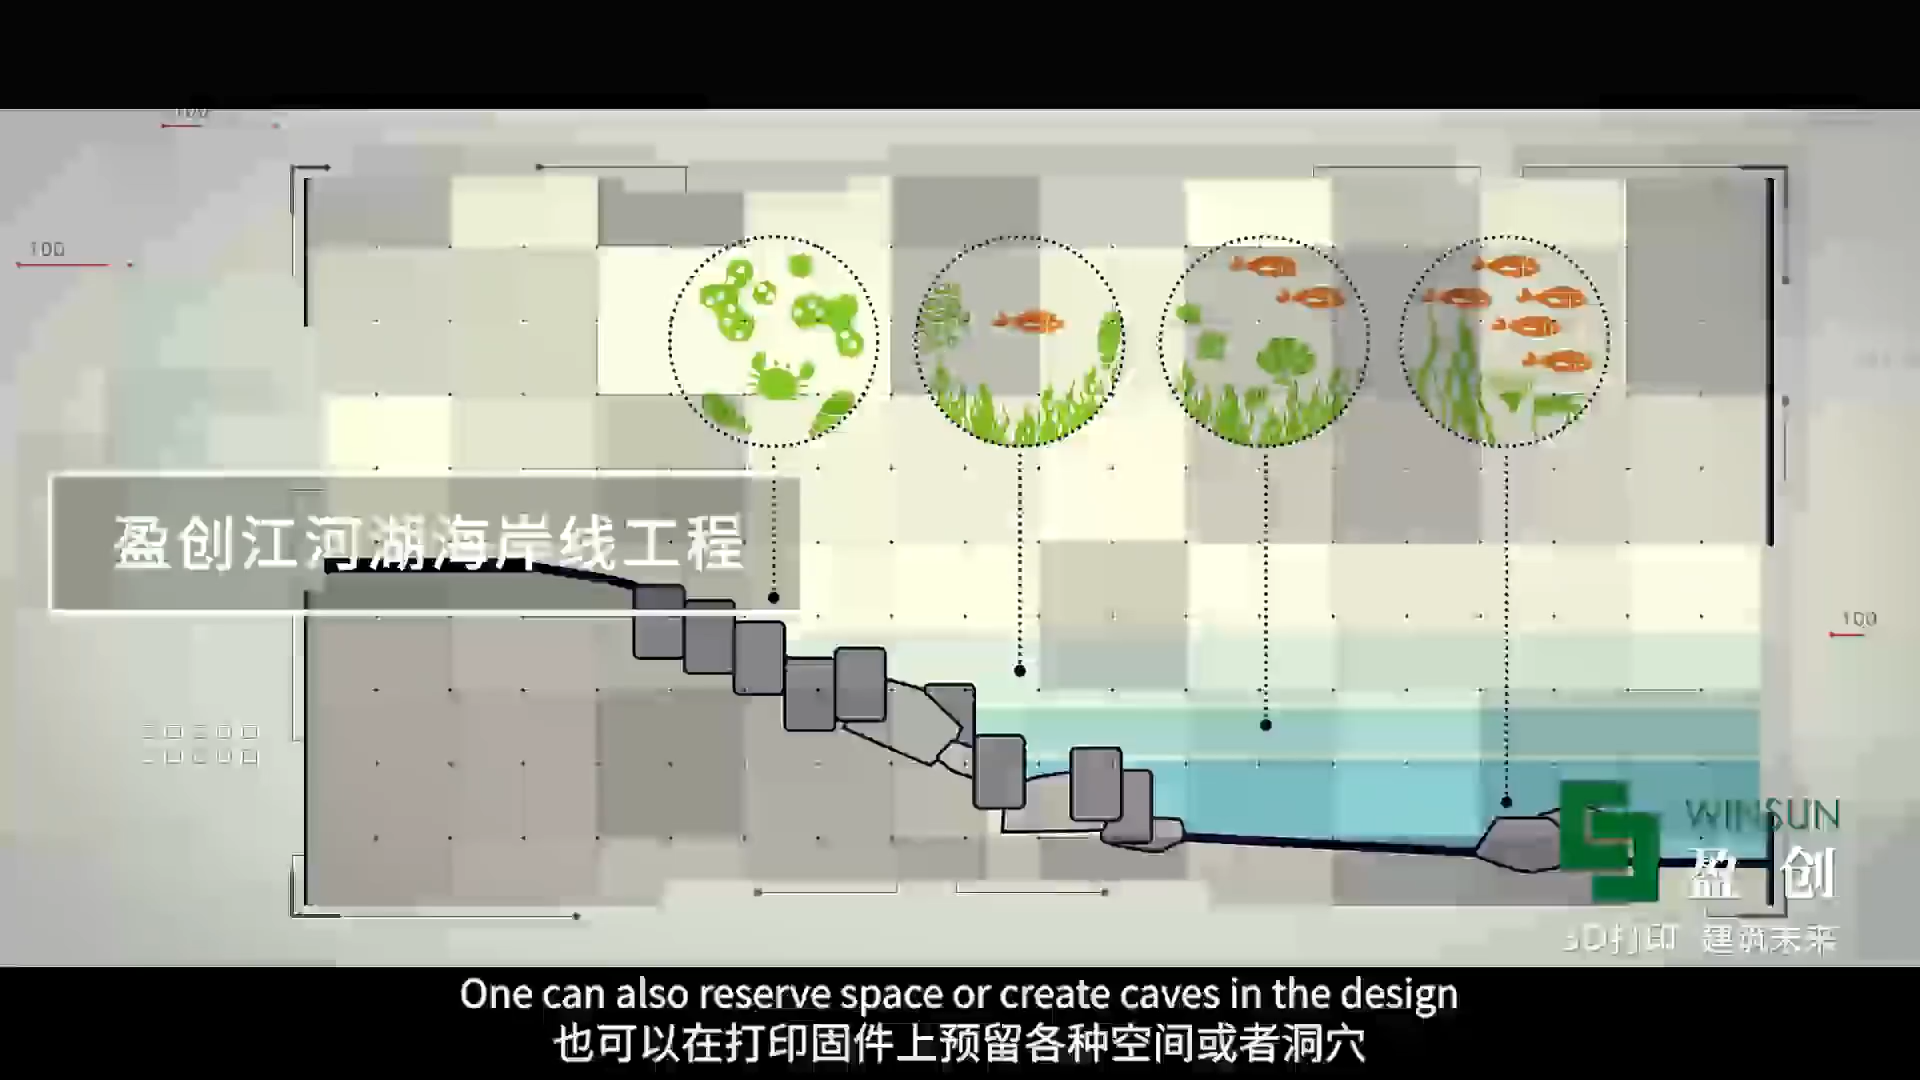 100
100
盈创江河湖海岸线工程
100
WINSUN
盈 创
3D打印 建筑未来
One can also reserve space or create caves in the design
也可以在打印固件上预留各种空间或者洞穴